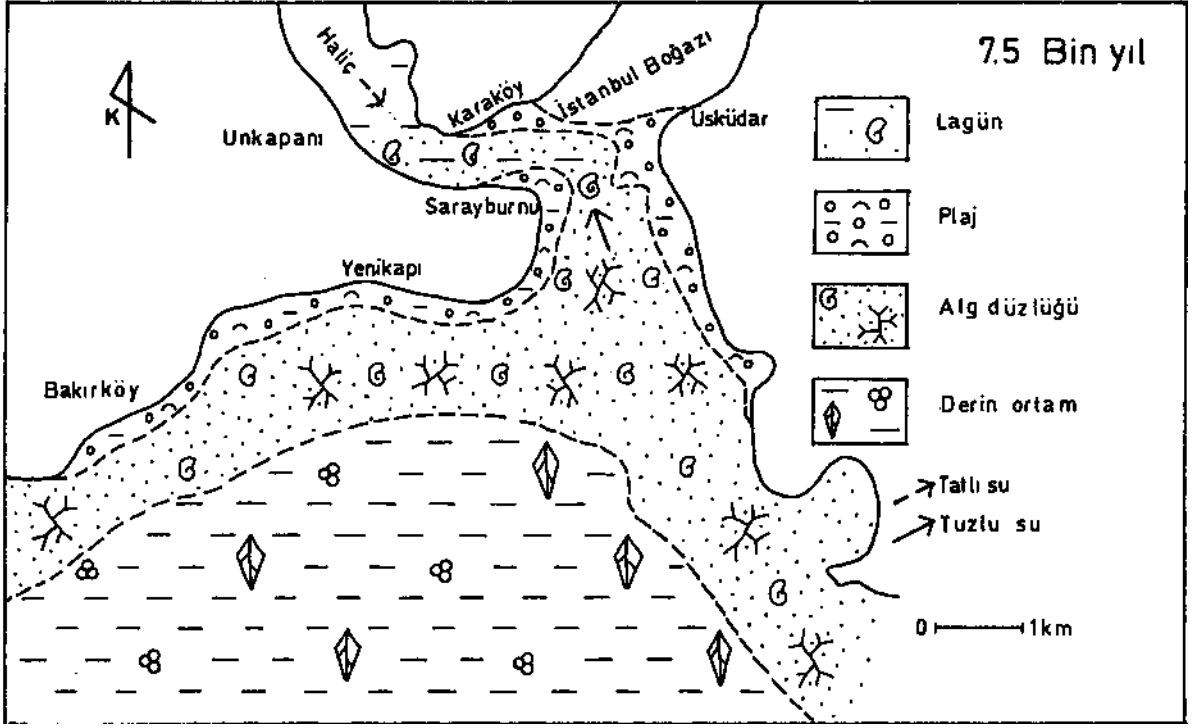 7.5 Bin yıl
K
Haliç
Karaköy
İstanbul Boğazı
Üsküdar
Unkapanı
Sarayburnu
Yenikapı
Bakırköy
Lagün
Plaj
Alg düzlüğü
Derin ortam
Tatlı su
Tuzlu su
0 1km